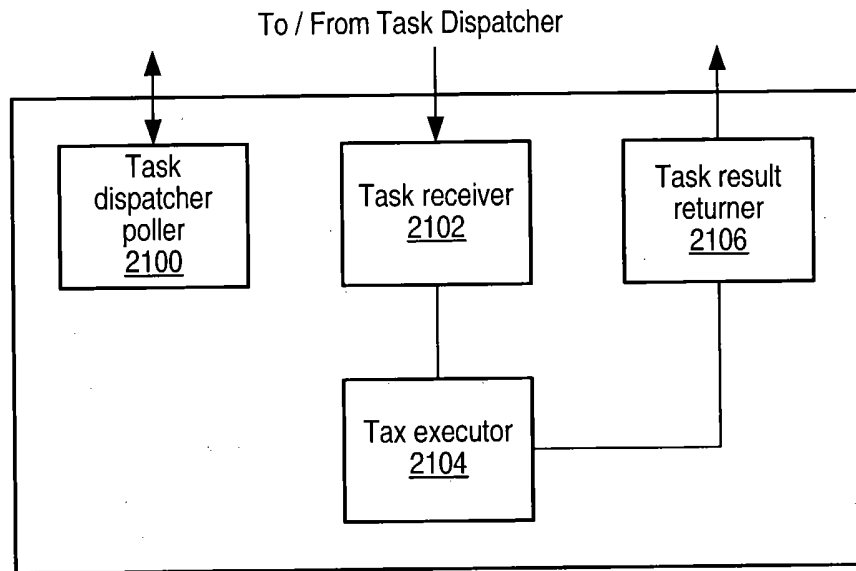 To / From Task Dispatcher
Task
dispatcher
poller
2100
Task receiver
2102
Task result
returner
2106
Tax executor
2104